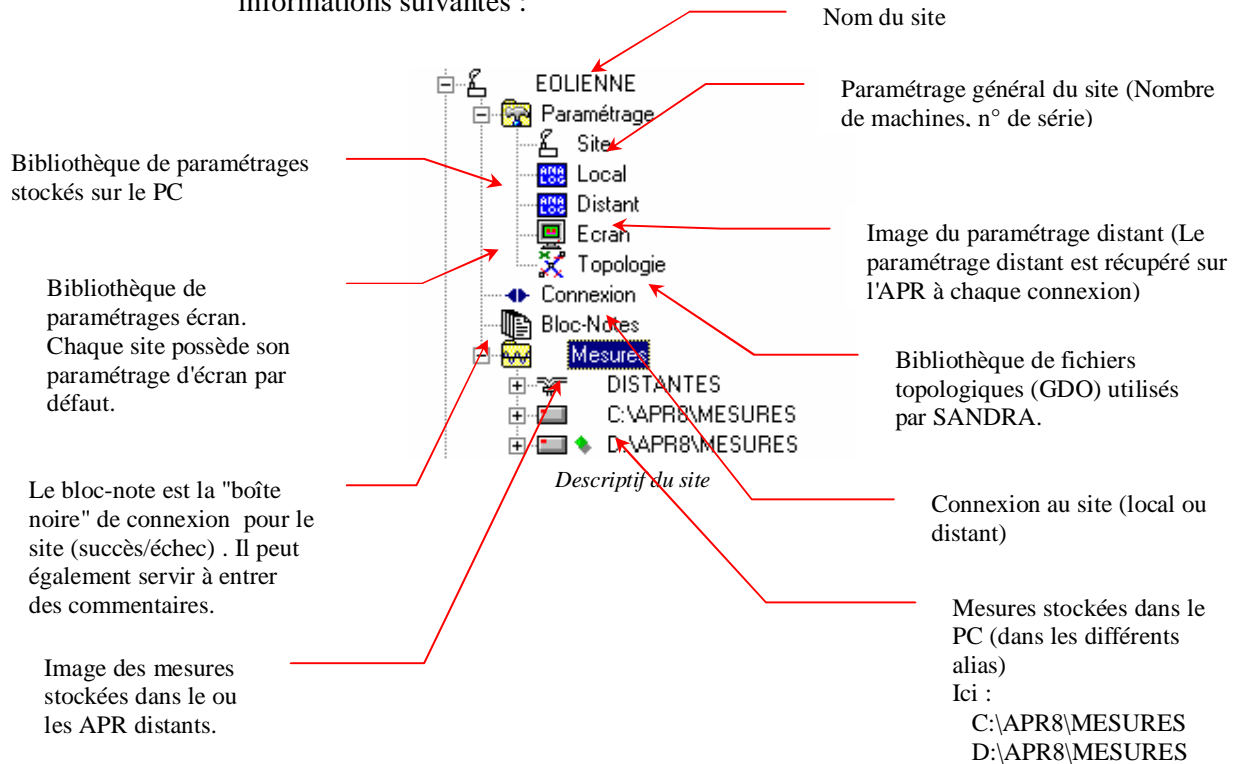 informations suivantes :
Nom du site
EOLIENNE
Paramétrage
Site
Local
Distant
Ecran
Topologie
Connexion
Bloc-Notes
Mesures
DISTANTES
C:\APR8\MESURES
D:\APR8\MESURES
Descriptif du site
Bibliothèque de paramétrages
stockés sur le PC
Bibliothèque de
paramétrages écran.
Chaque site possède son
paramétrage d'écran par
défaut.
Le bloc-note est la "boîte
noire" de connexion pour le
site (succès/échec) . Il peut
également servir à entrer
des commentaires.
Image des mesures
stockées dans le ou
les APR distants.
Paramétrage général du site (Nombre
de machines, n° de série)
Image du paramétrage distant (Le
paramétrage distant est récupéré sur
l'APR à chaque connexion)
Bibliothèque de fichiers
topologiques (GDO) utilisés
par SANDRA.
Connexion au site (local ou
distant)
Mesures stockées dans le
PC (dans les différents
alias)
Ici :
C:\APR8\MESURES
D:\APR8\MESURES